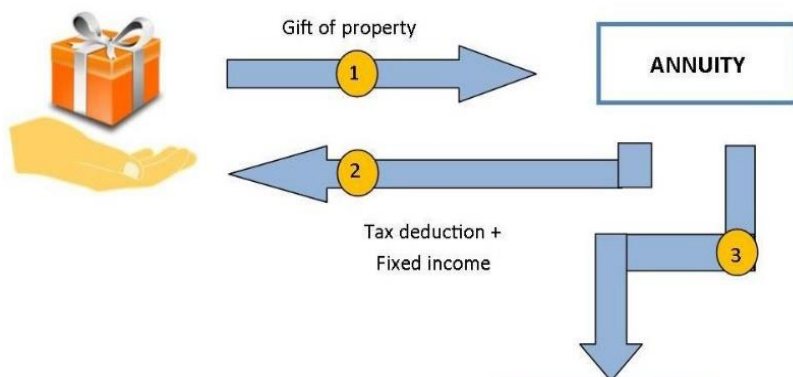 Gift of property
1
ANNUITY
2
Tax deduction +
Fixed income
3